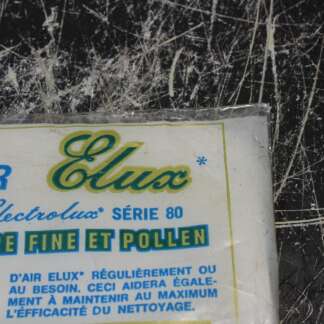 R Elux*
Electrolux* SÉRIE 80
E FINE ET POLLEN
D'AIR ELUX* RÉGULIÈREMENT OU
AU BESOIN. CECI AIDERA ÉGALE-
MENT À MAINTENIR AU MAXIMUM
L'ÉFFICACITÉ DU NETTOYAGE.